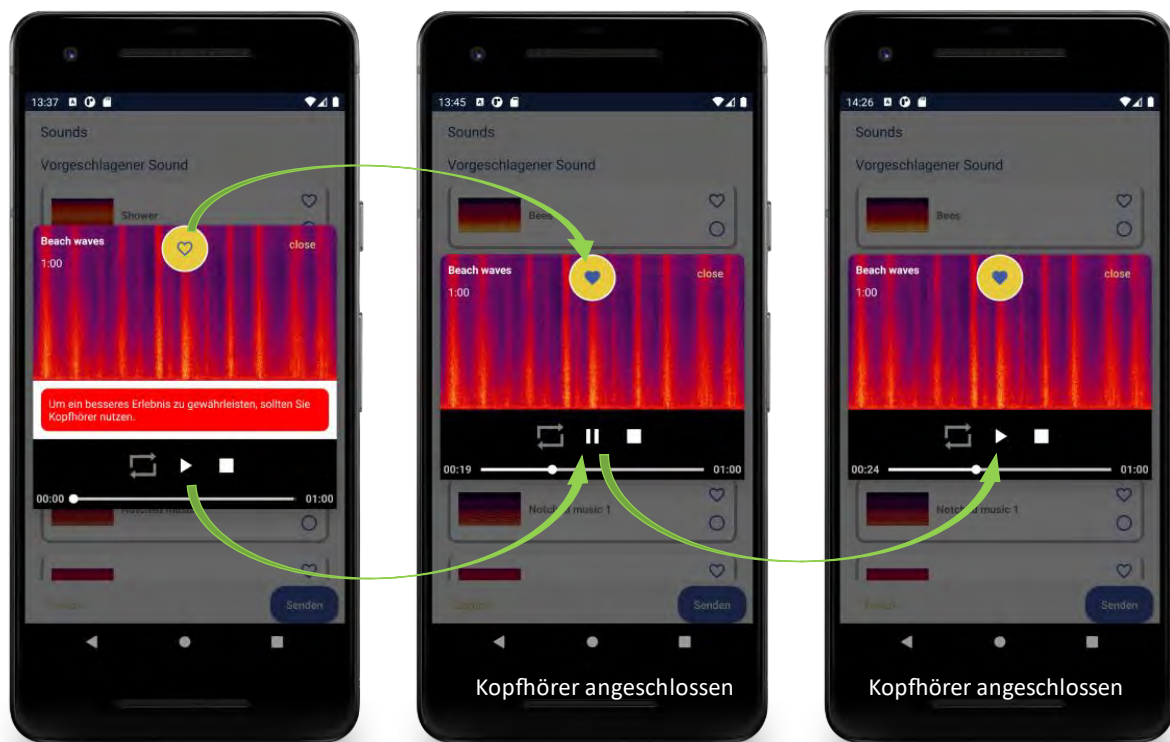 13:37
Sounds
Vorgeschlagener Sound
Shower
Beach waves
close
1:00
Um ein besseres Erlebnis zu gewährleisten, sollten Sie
Kopfhörer nutzen.
00:00
01:00
Notched music 1
Senden
13:45
Sounds
Vorgeschlagener Sound
Bees
Beach waves
close
1:00
00:19
01:00
Notched music 1
Senden
Kopfhörer angeschlossen
14:26
Sounds
Vorgeschlagener Sound
Bees
Beach waves
close
1:00
00:24
01:00
Notched music 1
Senden
Kopfhörer angeschlossen